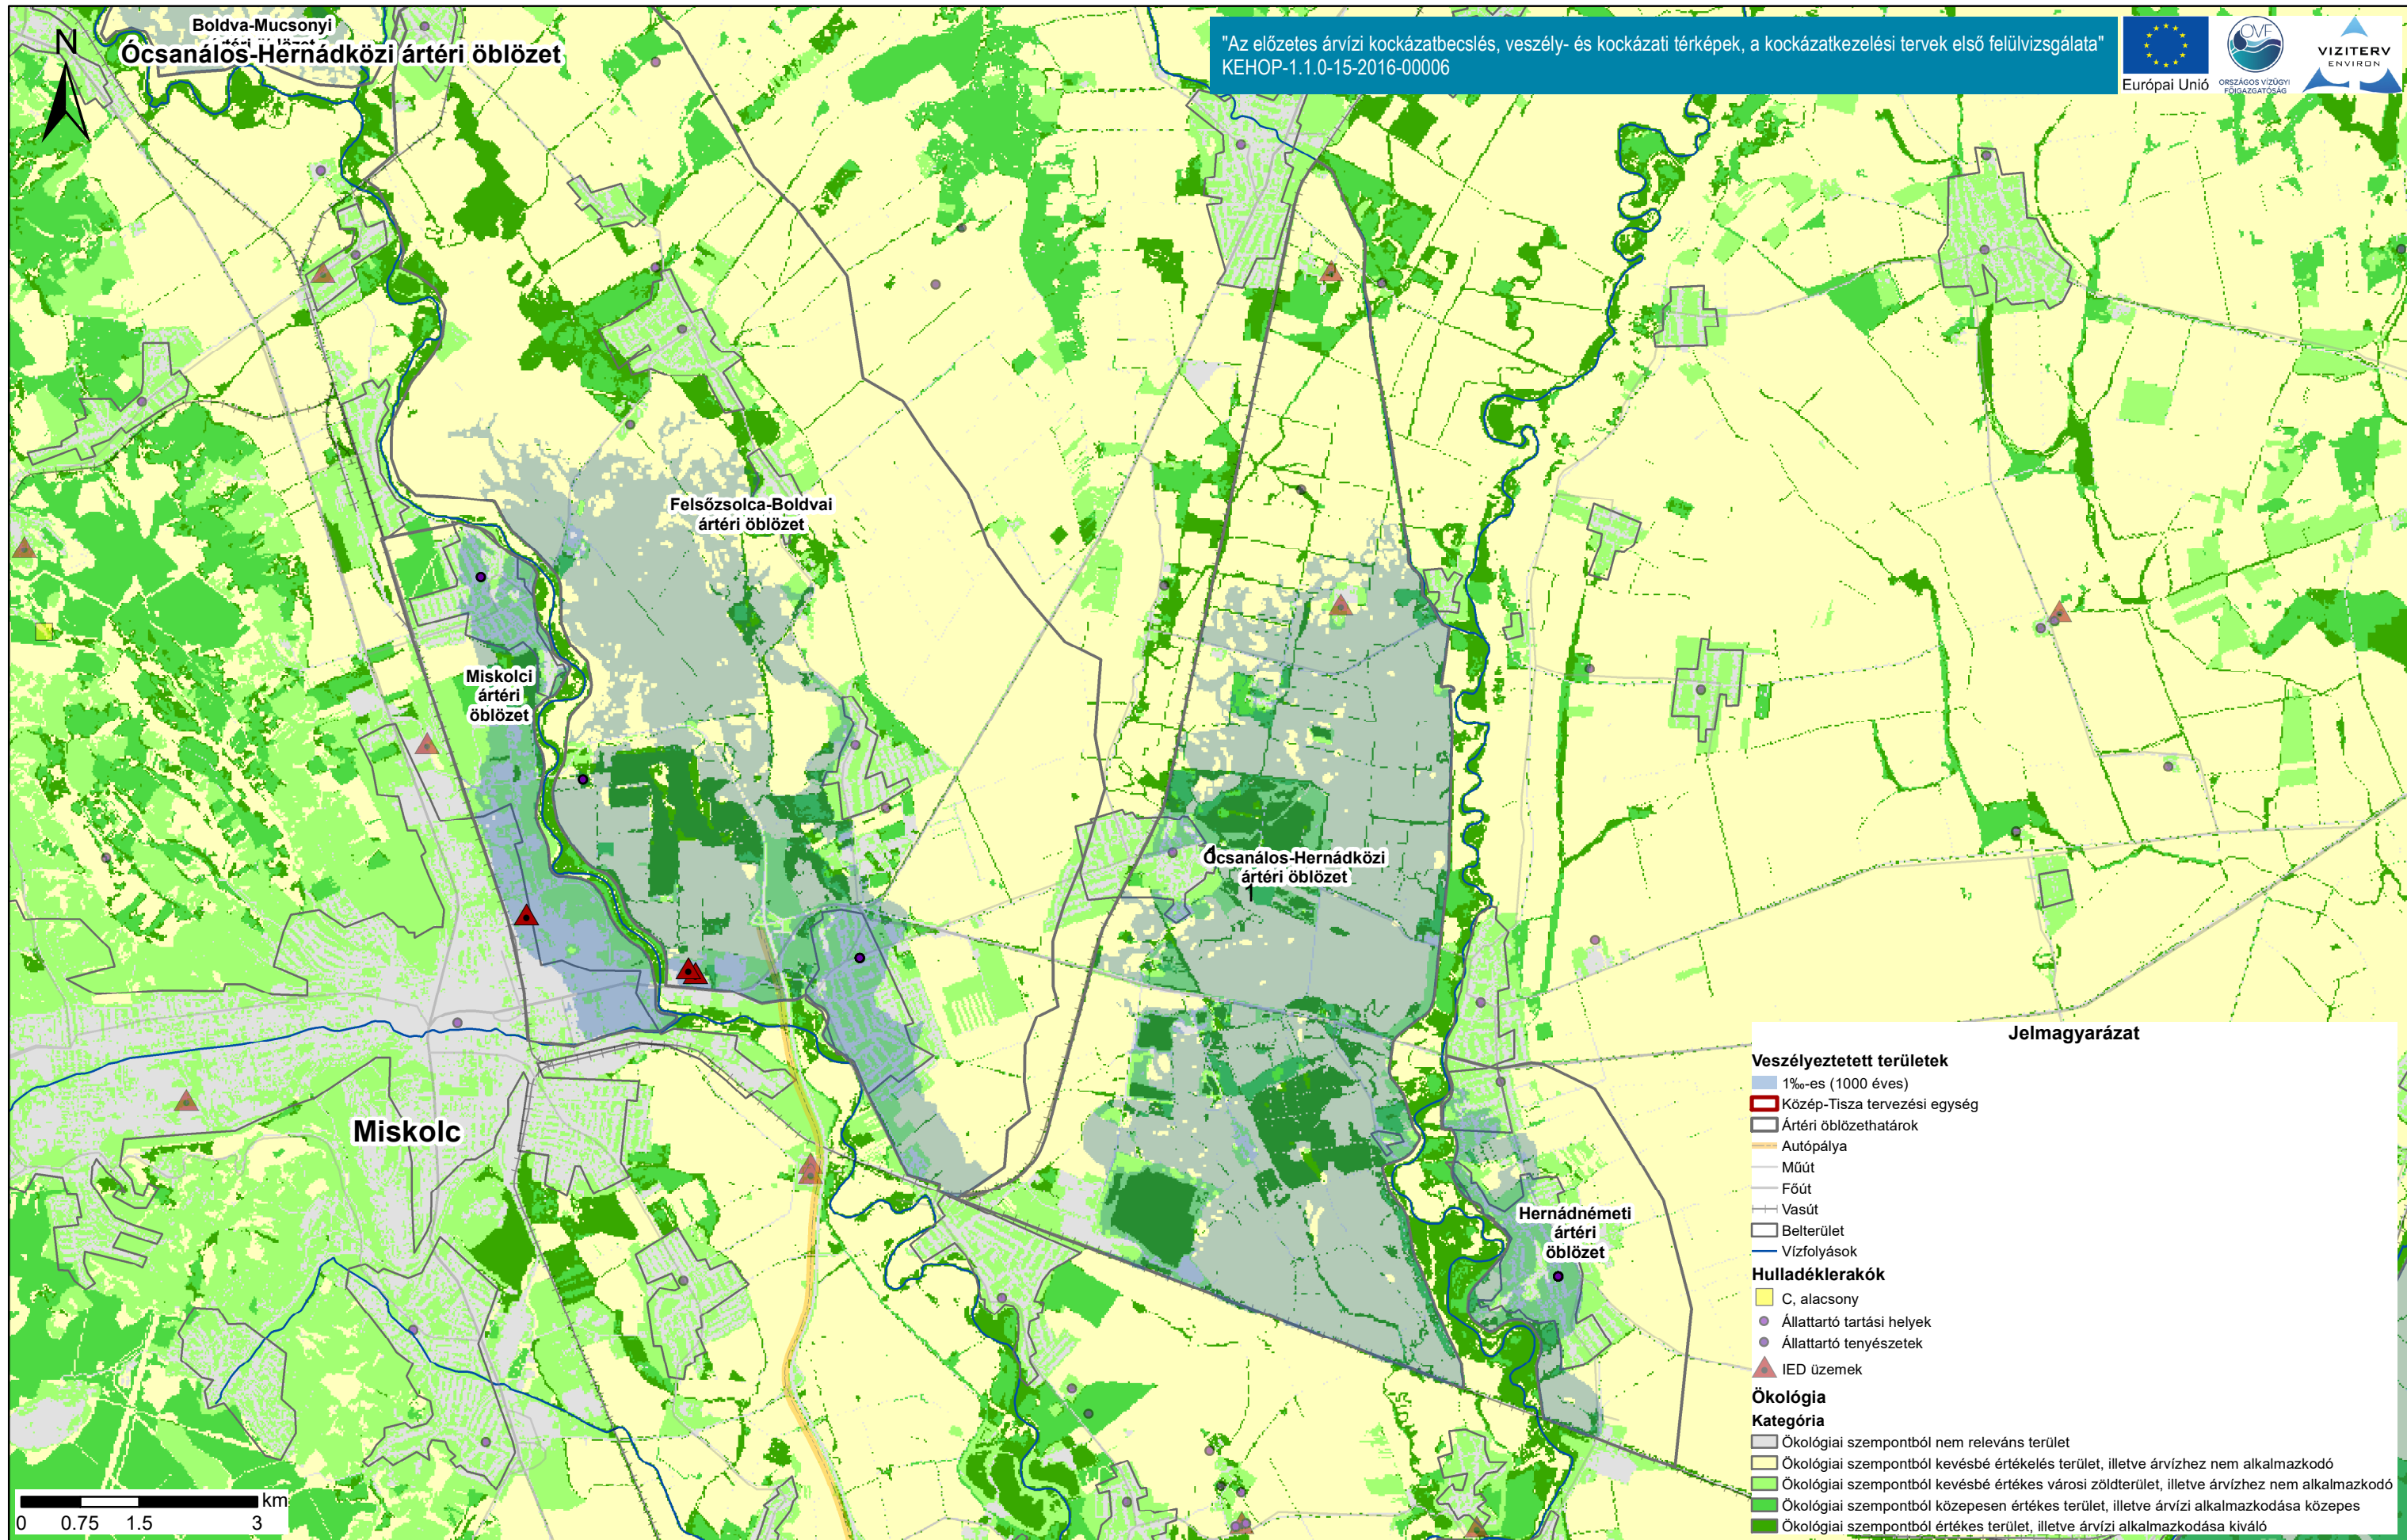 Boldva-Mucsonyi
ártéri öblözet
Ócsanálos-Hernádközi ártéri öblözet
N
"Az előzetes árvízi kockázatbecslés, veszély- és kockázati térképek, a kockázatkezelési tervek első felülvizsgálata"
KEHOP-1.1.0-15-2016-00006
Európai Unió
OVF
ORSZÁGOS VÍZÜGYI
FŐIGAZGATÓSÁG
VIZITERV
ENVIRON
Felsőzsolca-Boldvai
ártéri öblözet
Miskolci
ártéri
öblözet
Ócsanálos-Hernádközi
ártéri öblözet
1
Miskolc
Hernádnémeti
ártéri
öblözet
km
0 0.75 1.5 3
Jelmagyarázat
Veszélyeztetett területek
1‰-es (1000 éves)
Közép-Tisza tervezési egység
Ártéri öblözethatárok
Autópálya
Műút
Főút
Vasút
Belterület
Vízfolyások
Hulladéklerakók
C, alacsony
Állattartó tartási helyek
Állattartó tenyészetek
IED üzemek
Ökológia
Kategória
Ökológiai szempontból nem releváns terület
Ökológiai szempontból kevésbé értékelés terület, illetve árvízhez nem alkalmazkodó
Ökológiai szempontból kevésbé értékes városi zöldterület, illetve árvízhez nem alkalmazkodó
Ökológiai szempontból közepesen értékes terület, illetve árvízi alkalmazkodása közepes
Ökológiai szempontból értékes terület, illetve árvízi alkalmazkodása kiváló